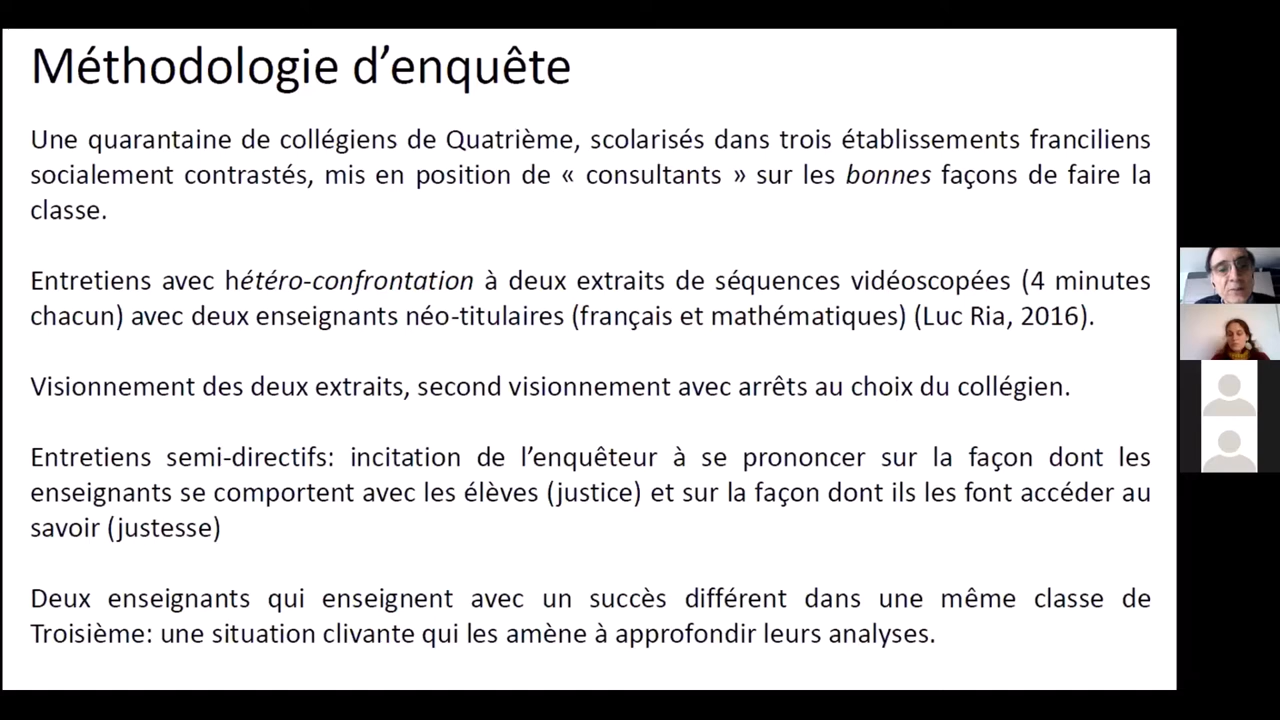 Méthodologie d’enquête
Une quarantaine de collégiens de Quatrième, scolarisés dans trois établissements franciliens
socialement contrastés, mis en position de « consultants » sur les bonnes façons de faire la
classe.
Entretiens avec hétéro-confrontation à deux extraits de séquences vidéoscopées (4 minutes
chacun) avec deux enseignants néo-titulaires (français et mathématiques) (Luc Ria, 2016).
Visionnement des deux extraits, second visionnement avec arrêts au choix du collégien.
Entretiens semi-directifs: incitation de l’enquêteur à se prononcer sur la façon dont les
enseignants se comportent avec les élèves (justice) et sur la façon dont ils les font accéder au
savoir (justesse)
Deux enseignants qui enseignent avec un succès différent dans une même classe de
Troisième: une situation clivante qui les amène à approfondir leurs analyses.